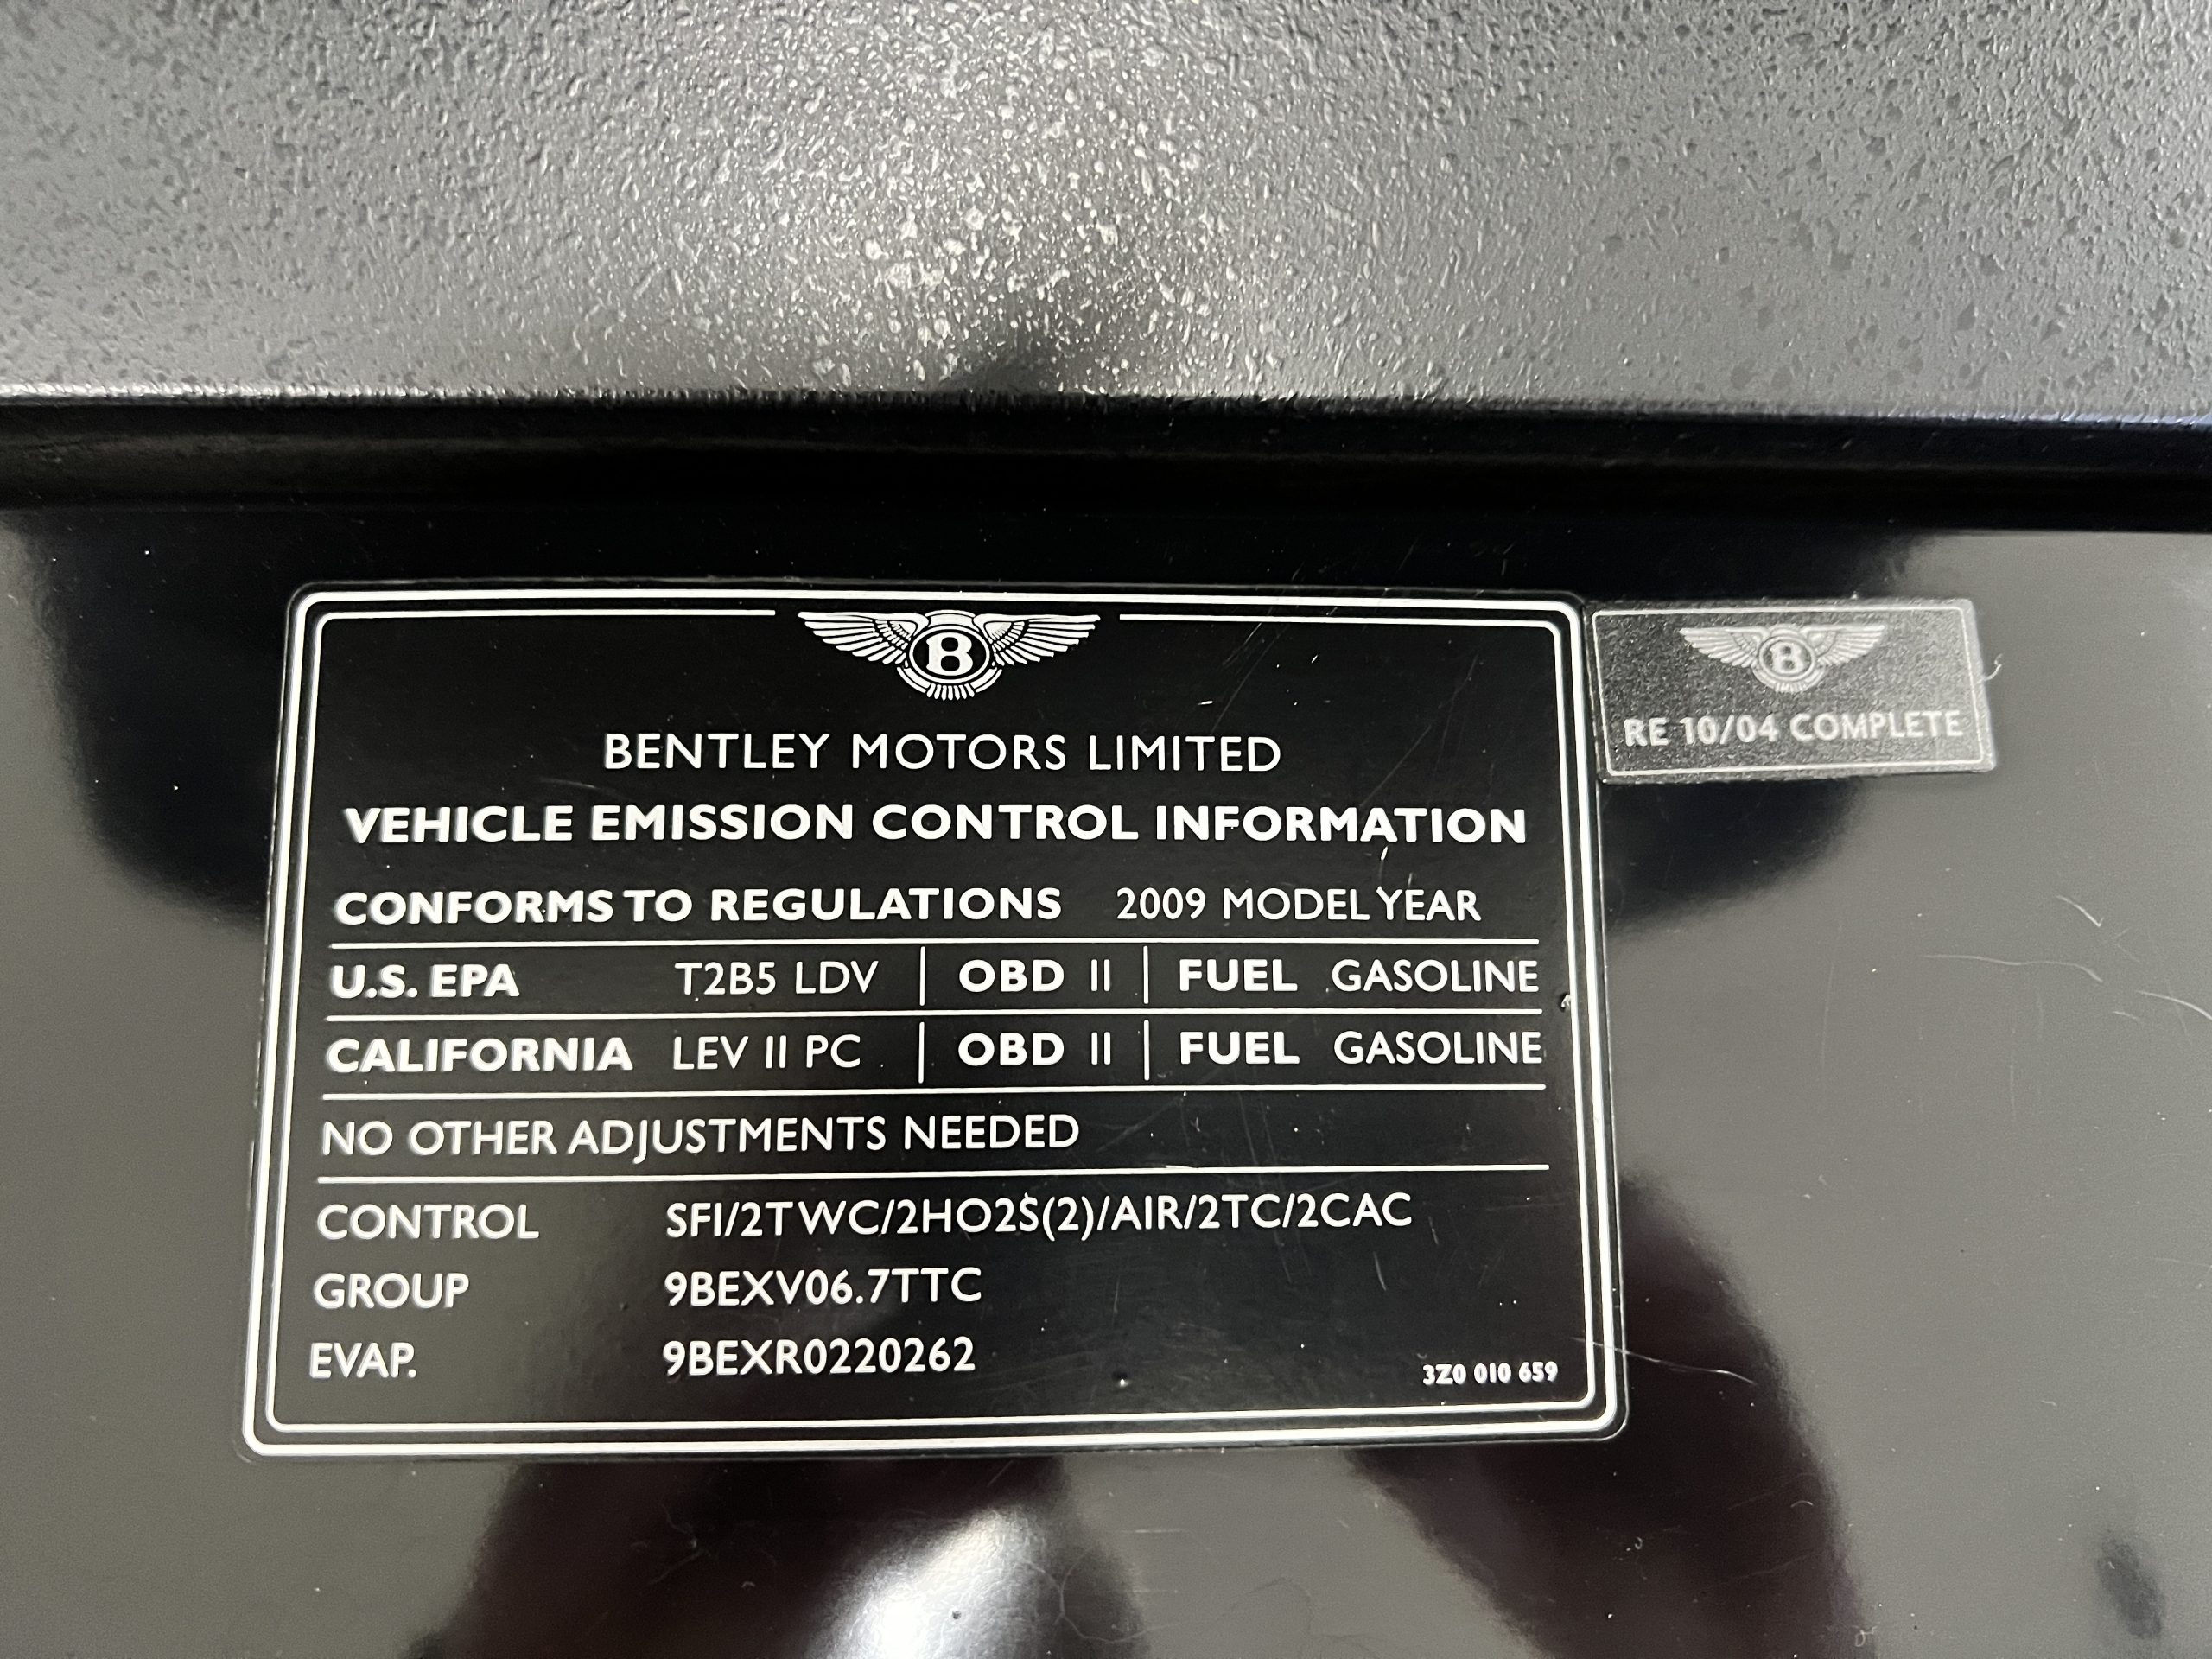 B
BENTLEY MOTORS LIMITED
VEHICLE EMISSION CONTROL INFORMATION
CONFORMS TO REGULATIONS 2009 MODEL YEAR
U.S. EPA T2B5 LDV | OBD II | FUEL GASOLINE
CALIFORNIA LEV II PC | OBD II | FUEL GASOLINE
NO OTHER ADJUSTMENTS NEEDED
CONTROL SFI/2TWC/2HO2S(2)/AIR/2TC/2CAC
GROUP 9BEXV06.7TTC
EVAP. 9BEXR0220262
3Z0 010 659
B
RE 10/04 COMPLETE